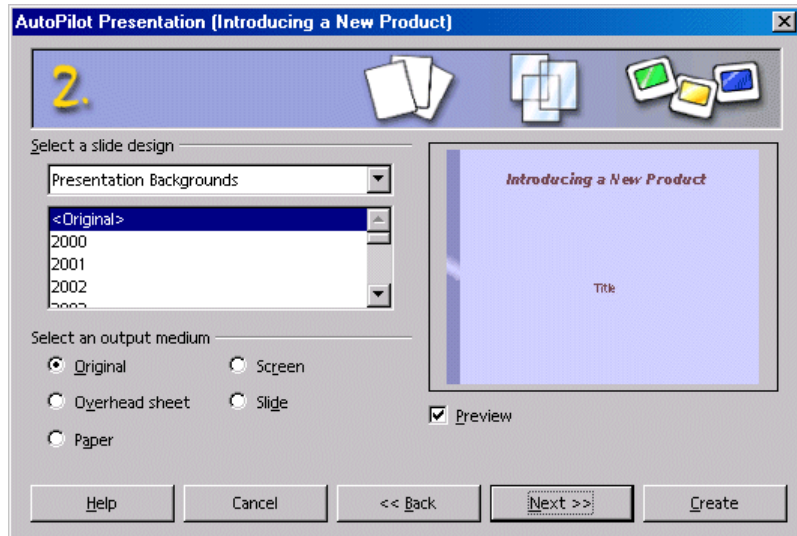 AutoPilot Presentation (Introducing a New Product)
2.
Select a slide design
Presentation Backgrounds
<Original>
2000
2001
2002
Introducing a New Product
Title
Select an output medium
Original
Screen
Overhead sheet
Slide
Paper
Preview
Help
Cancel
<< Back
Next >>
Create